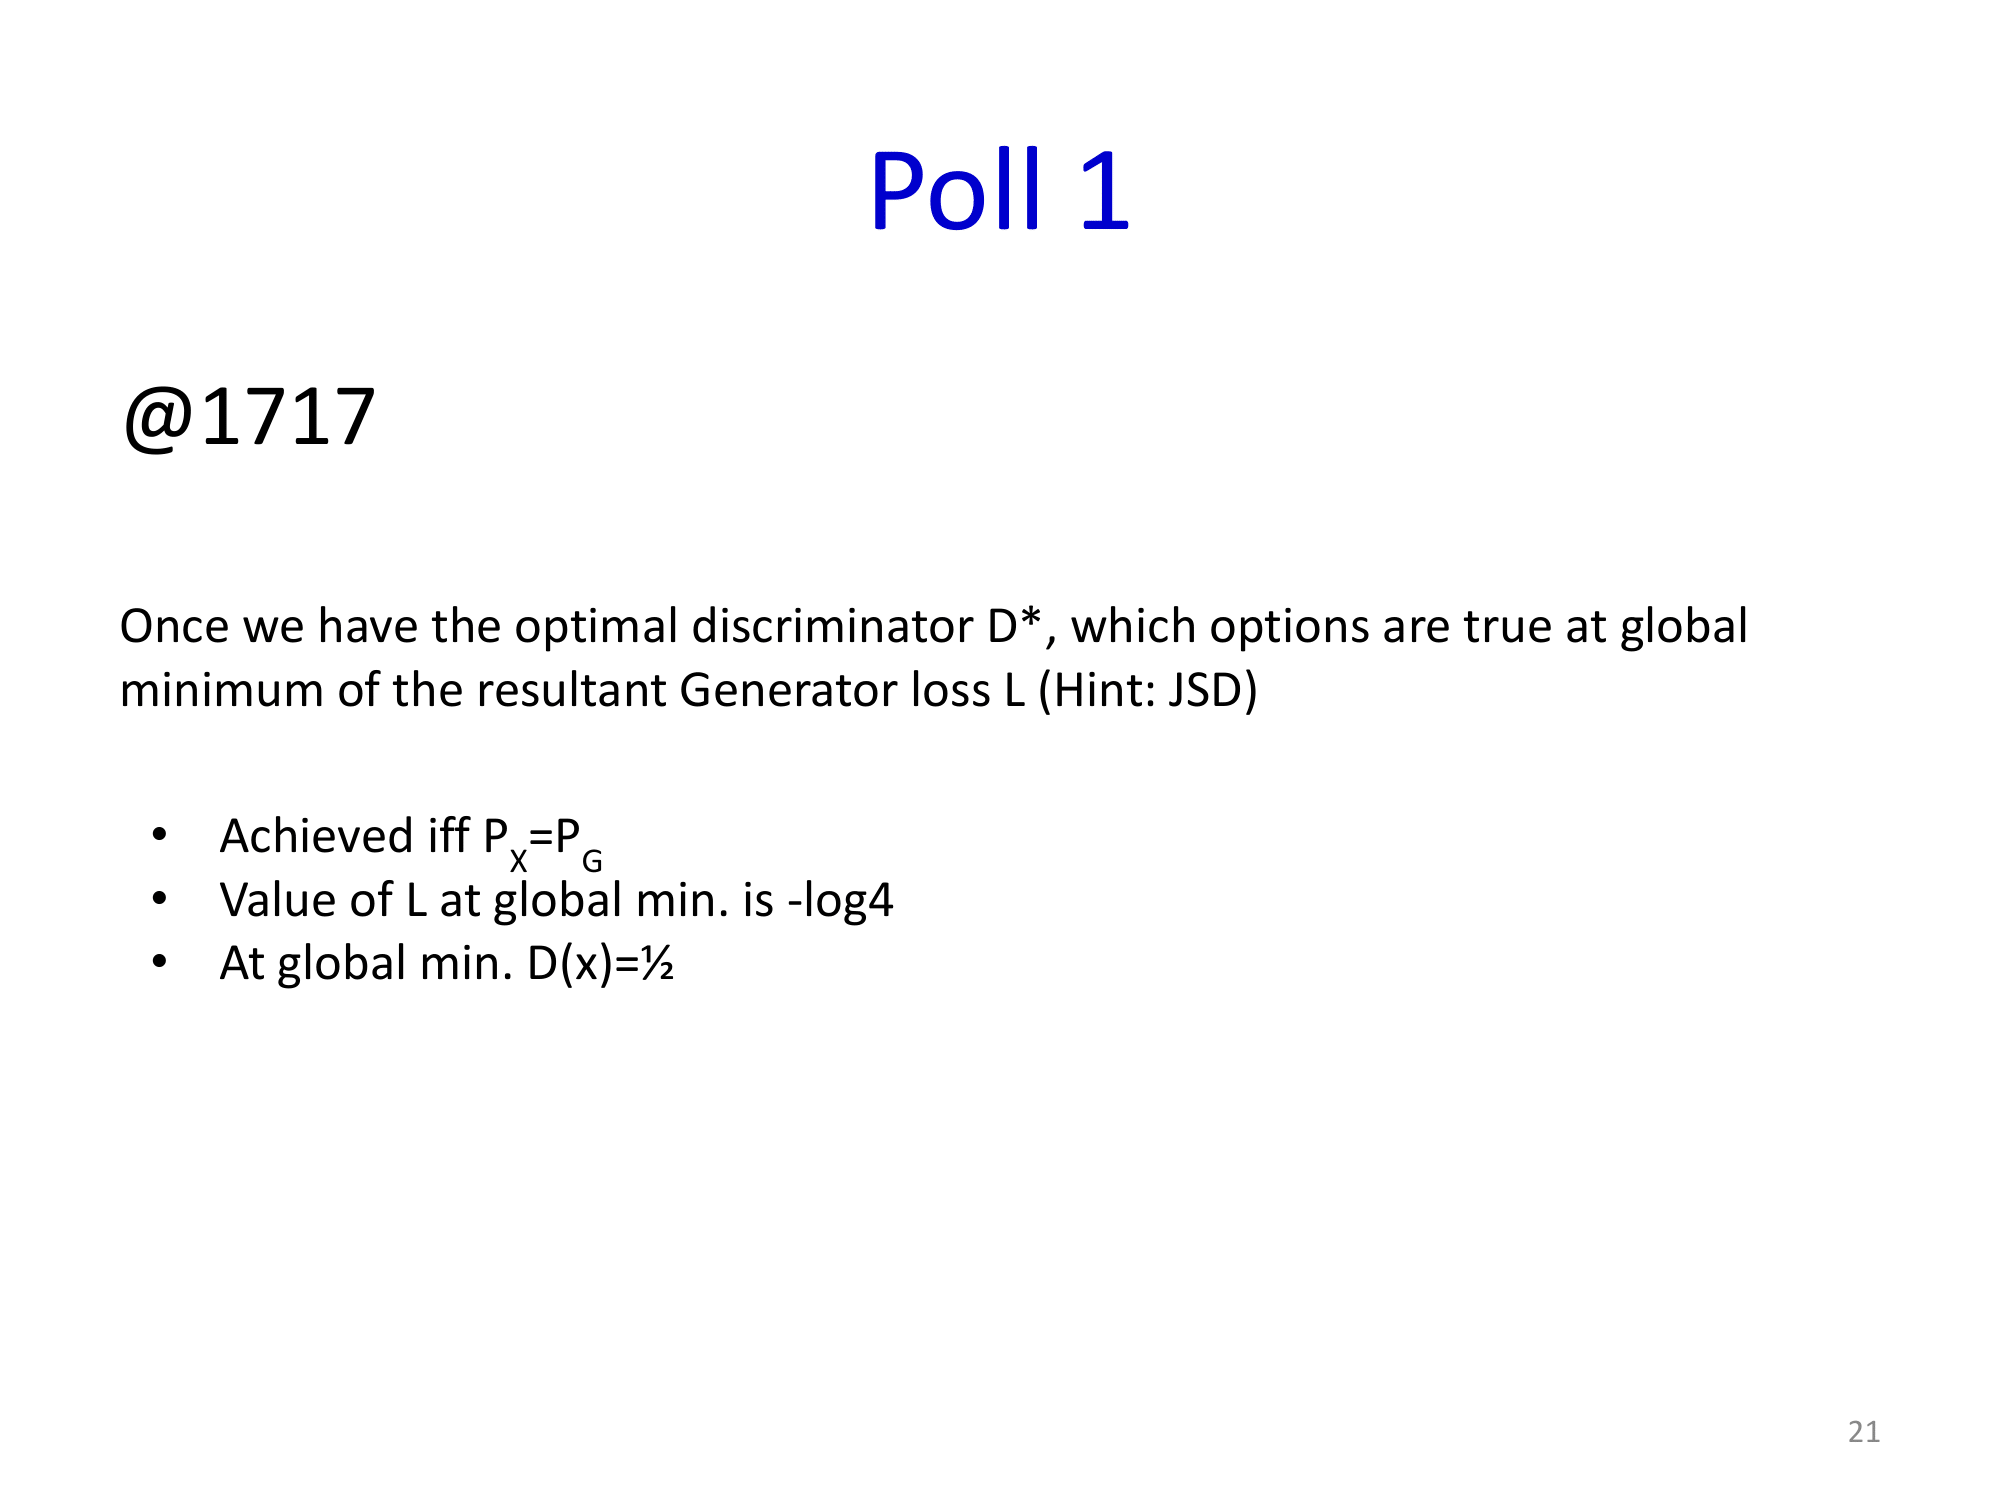 Poll 1
@1717
Once we have the optimal discriminator D*, which options are true at global
minimum of the resultant Generator loss L (Hint: JSD)
• Achieved iff P_X=P_G
• Value of L at global min. is -log4
• At global min. D(x)=½
21